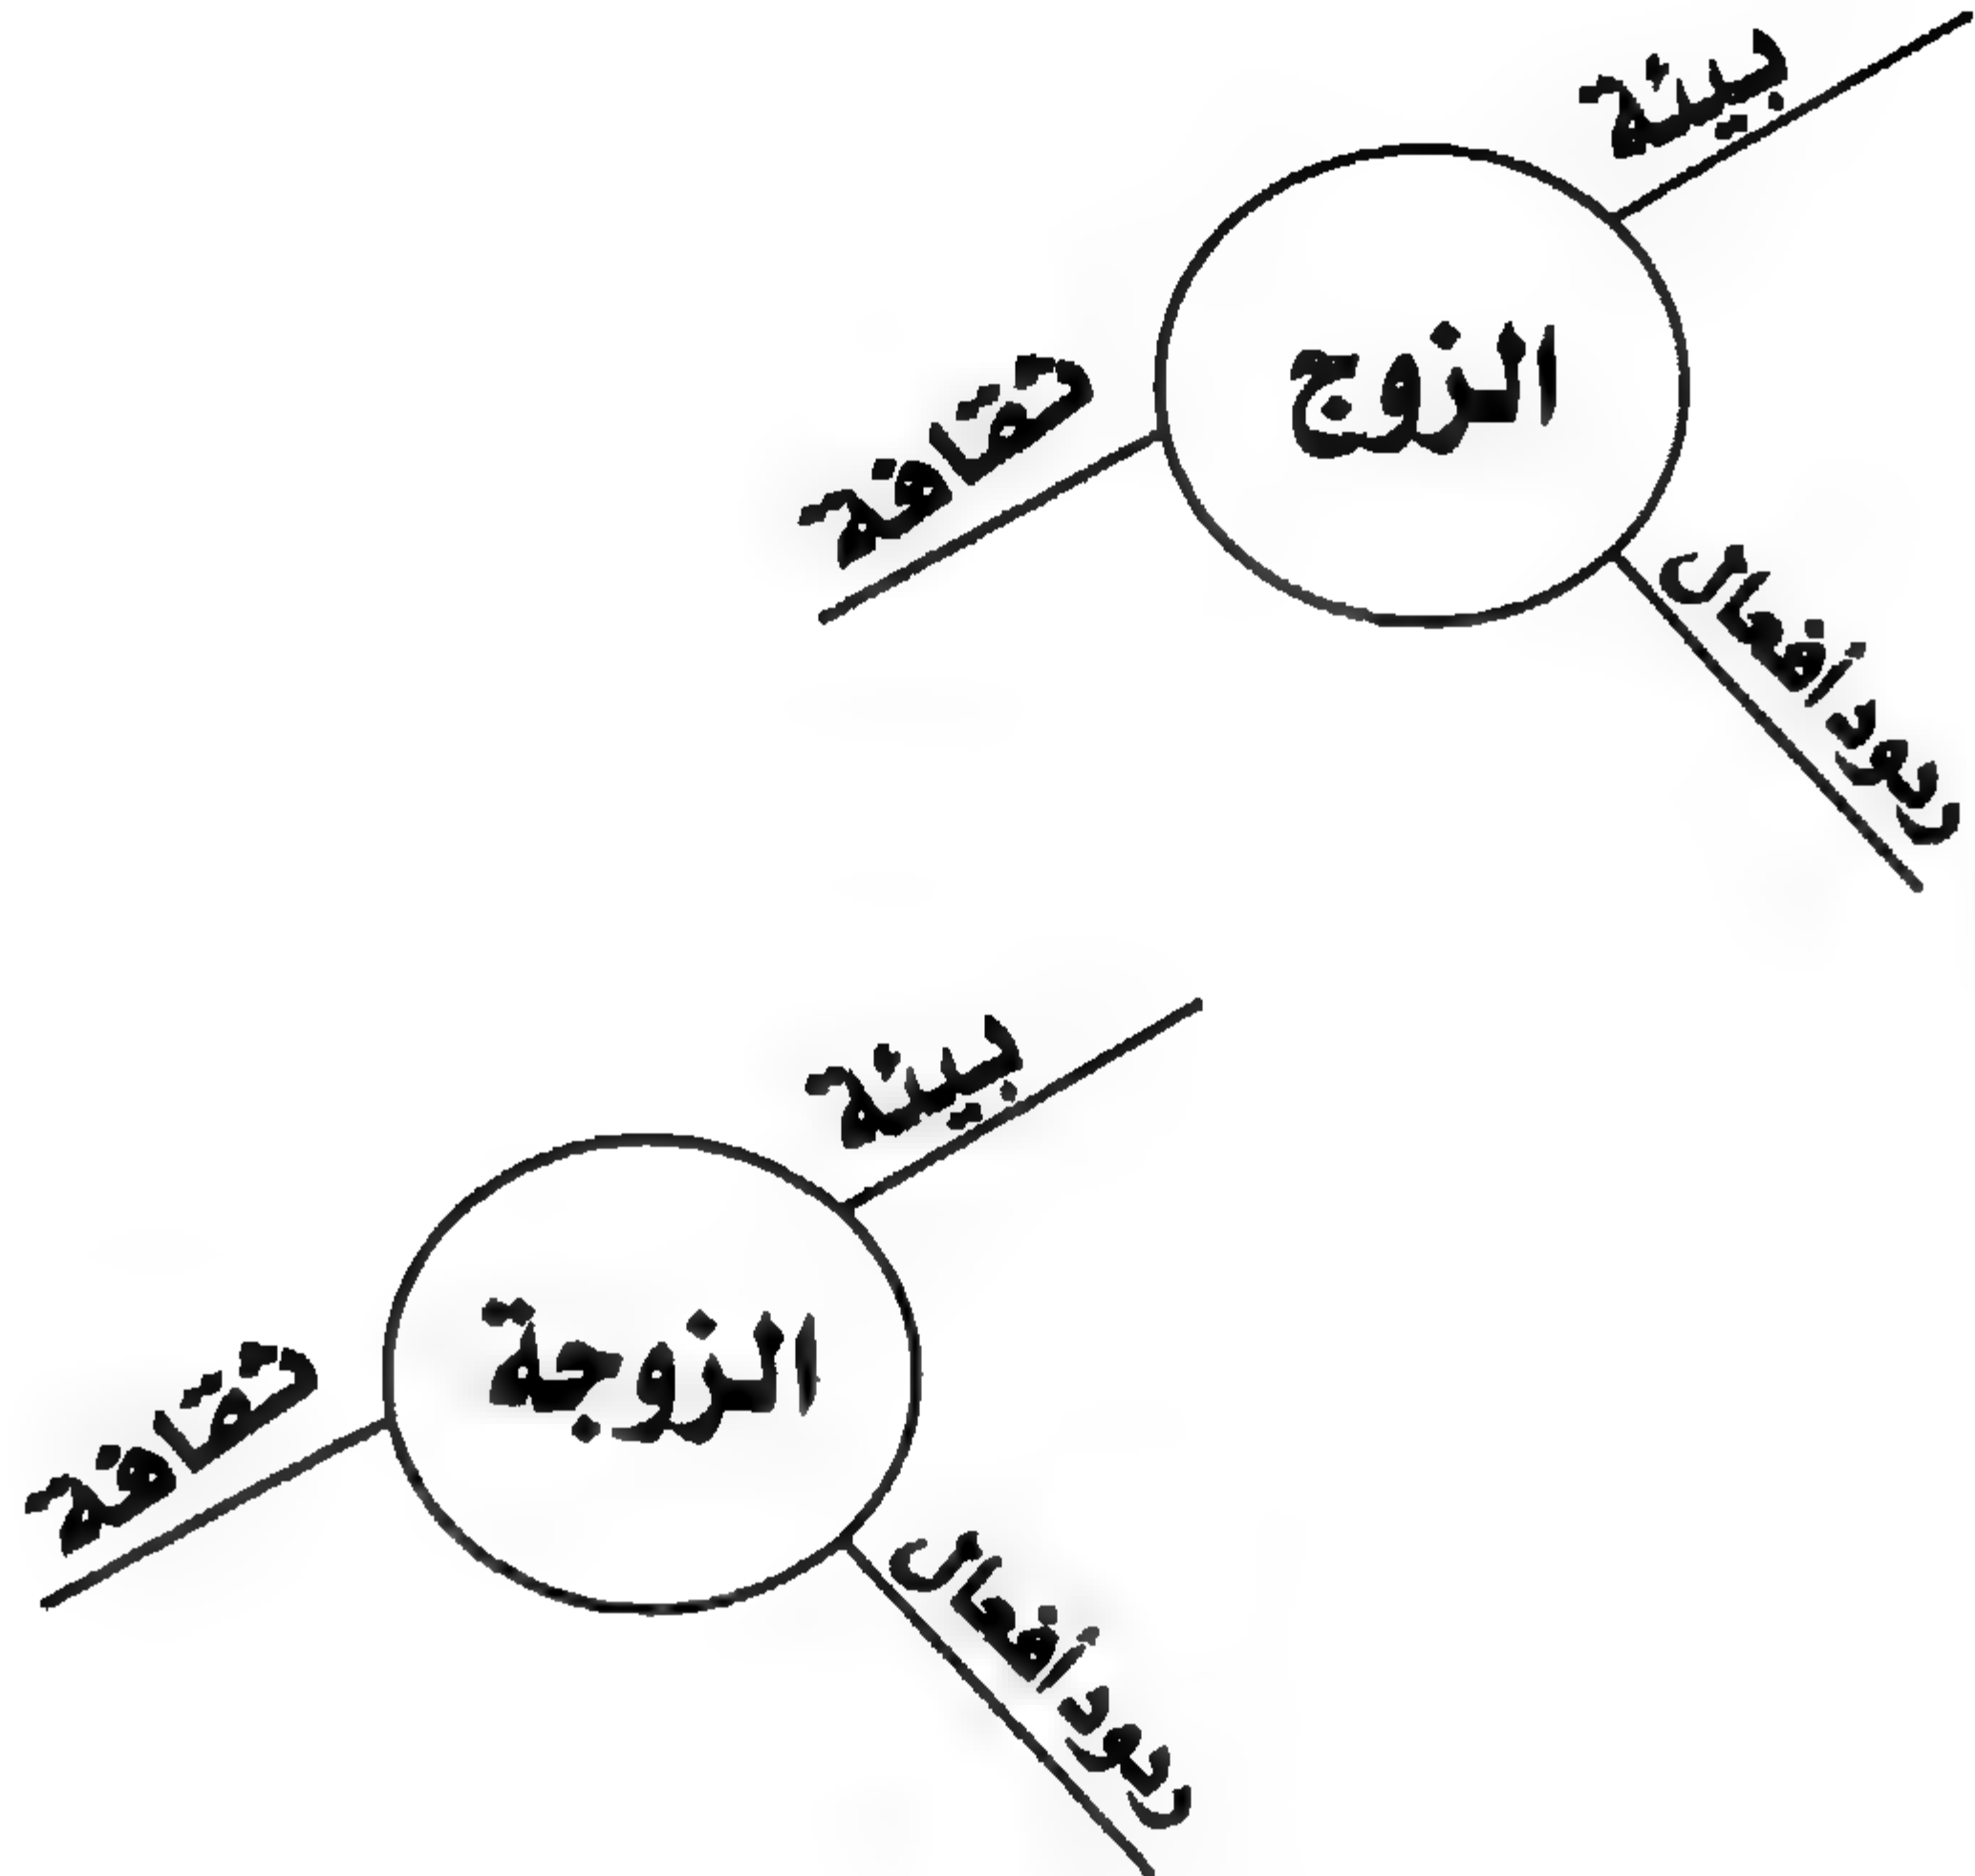 بيئة
الزوج
ثقافة
ردود أفعال
بيئة
الزوجة
ثقافة
ردود أفعال